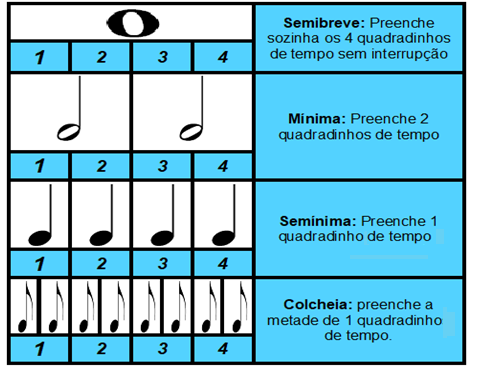 Semibreve: Preenche
sozinha os 4 quadradinhos
de tempo sem interrupção
1 2 3 4
Mínima: Preenche 2
quadradinhos de tempo
1 2 3 4
Semínima: Preenche 1
quadradinho de tempo
1 2 3 4
Colcheia: preenche a
metade de 1 quadradinho
de tempo.
1 2 3 4